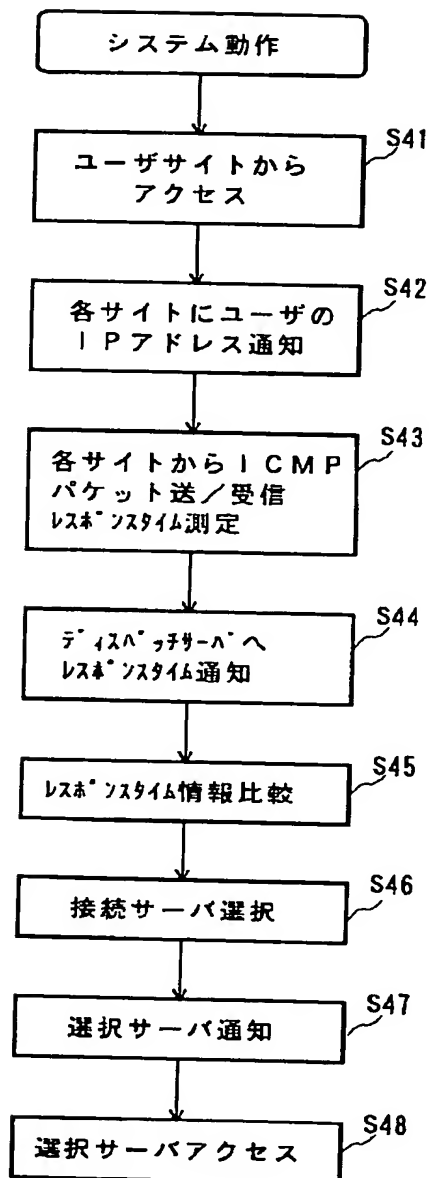 システム動作
S41
ユーザサイトから
アクセス
S42
各サイトにユーザの
IPアドレス通知
S43
各サイトからICMP
パケット送/受信
ﾚｽﾎﾟﾝｽﾀｲﾑ測定
S44
ﾃﾞｨｽﾊﾟｯﾁｻｰﾊﾞへ
ﾚｽﾎﾟﾝｽﾀｲﾑ通知
S45
ﾚｽﾎﾟﾝｽﾀｲﾑ情報比較
S46
接続サーバ選択
S47
選択サーバ通知
S48
選択サーバアクセス